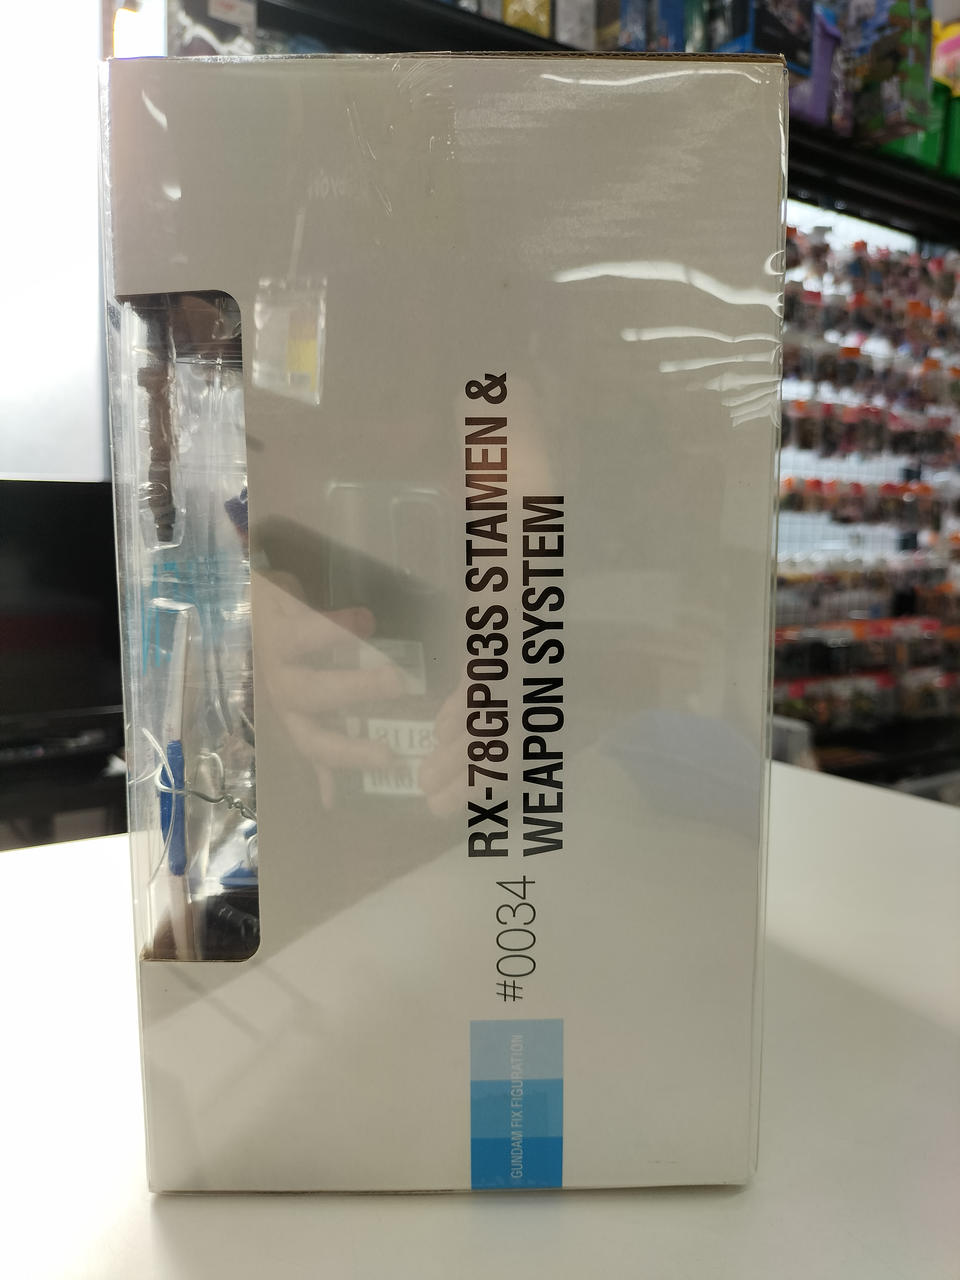 RX-78GP03S STAMEN &
WEAPON SYSTEM
#0034
GUNDAM FIX FIGURATION